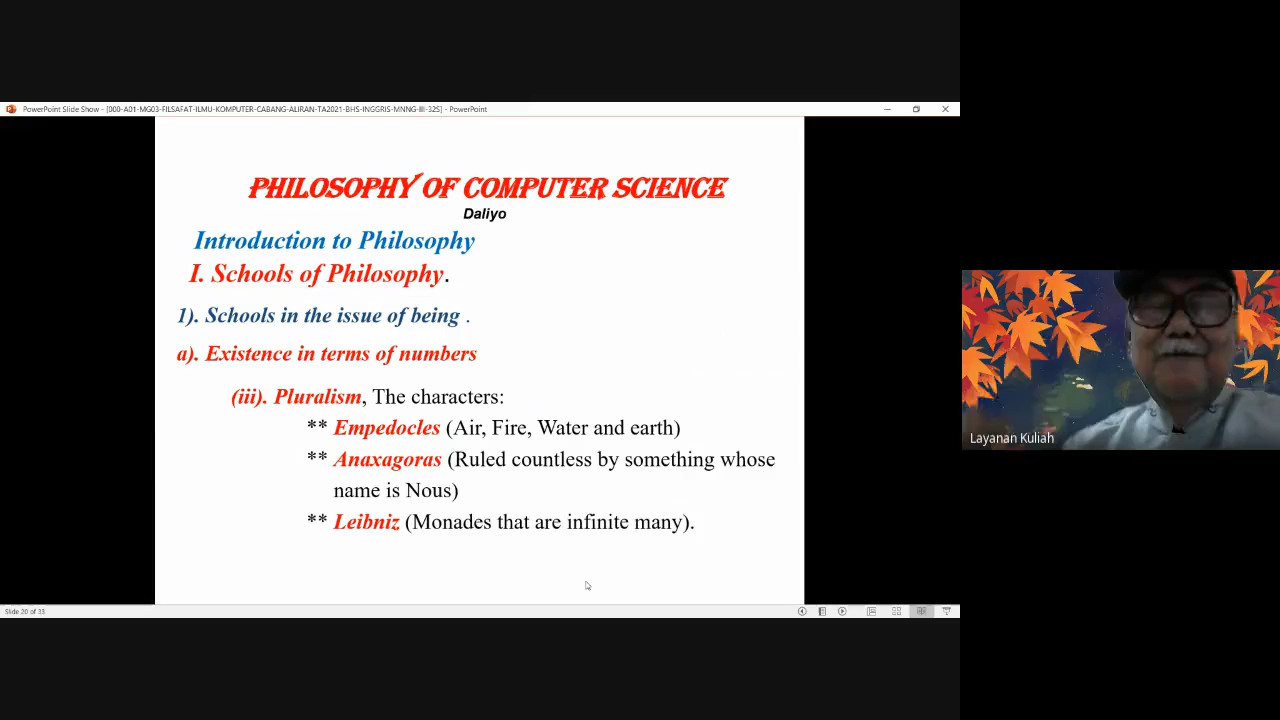 PowerPoint Slide Show - [000-A01-MG03-FILSAFAT-ILMU-KOMPUTER-CABANG-ALIRAN-TA2021-BHS-INGGRIS-MNNG-III-32S] - PowerPoint
PHILOSOPHY OF COMPUTER SCIENCE
Daliyo
Introduction to Philosophy
I. Schools of Philosophy.
1). Schools in the issue of being .
a). Existence in terms of numbers
(iii). Pluralism, The characters:
** Empedocles (Air, Fire, Water and earth)
** Anaxagoras (Ruled countless by something whose
name is Nous)
** Leibniz (Monades that are infinite many).
Slide 20 of 33
Layanan Kuliah